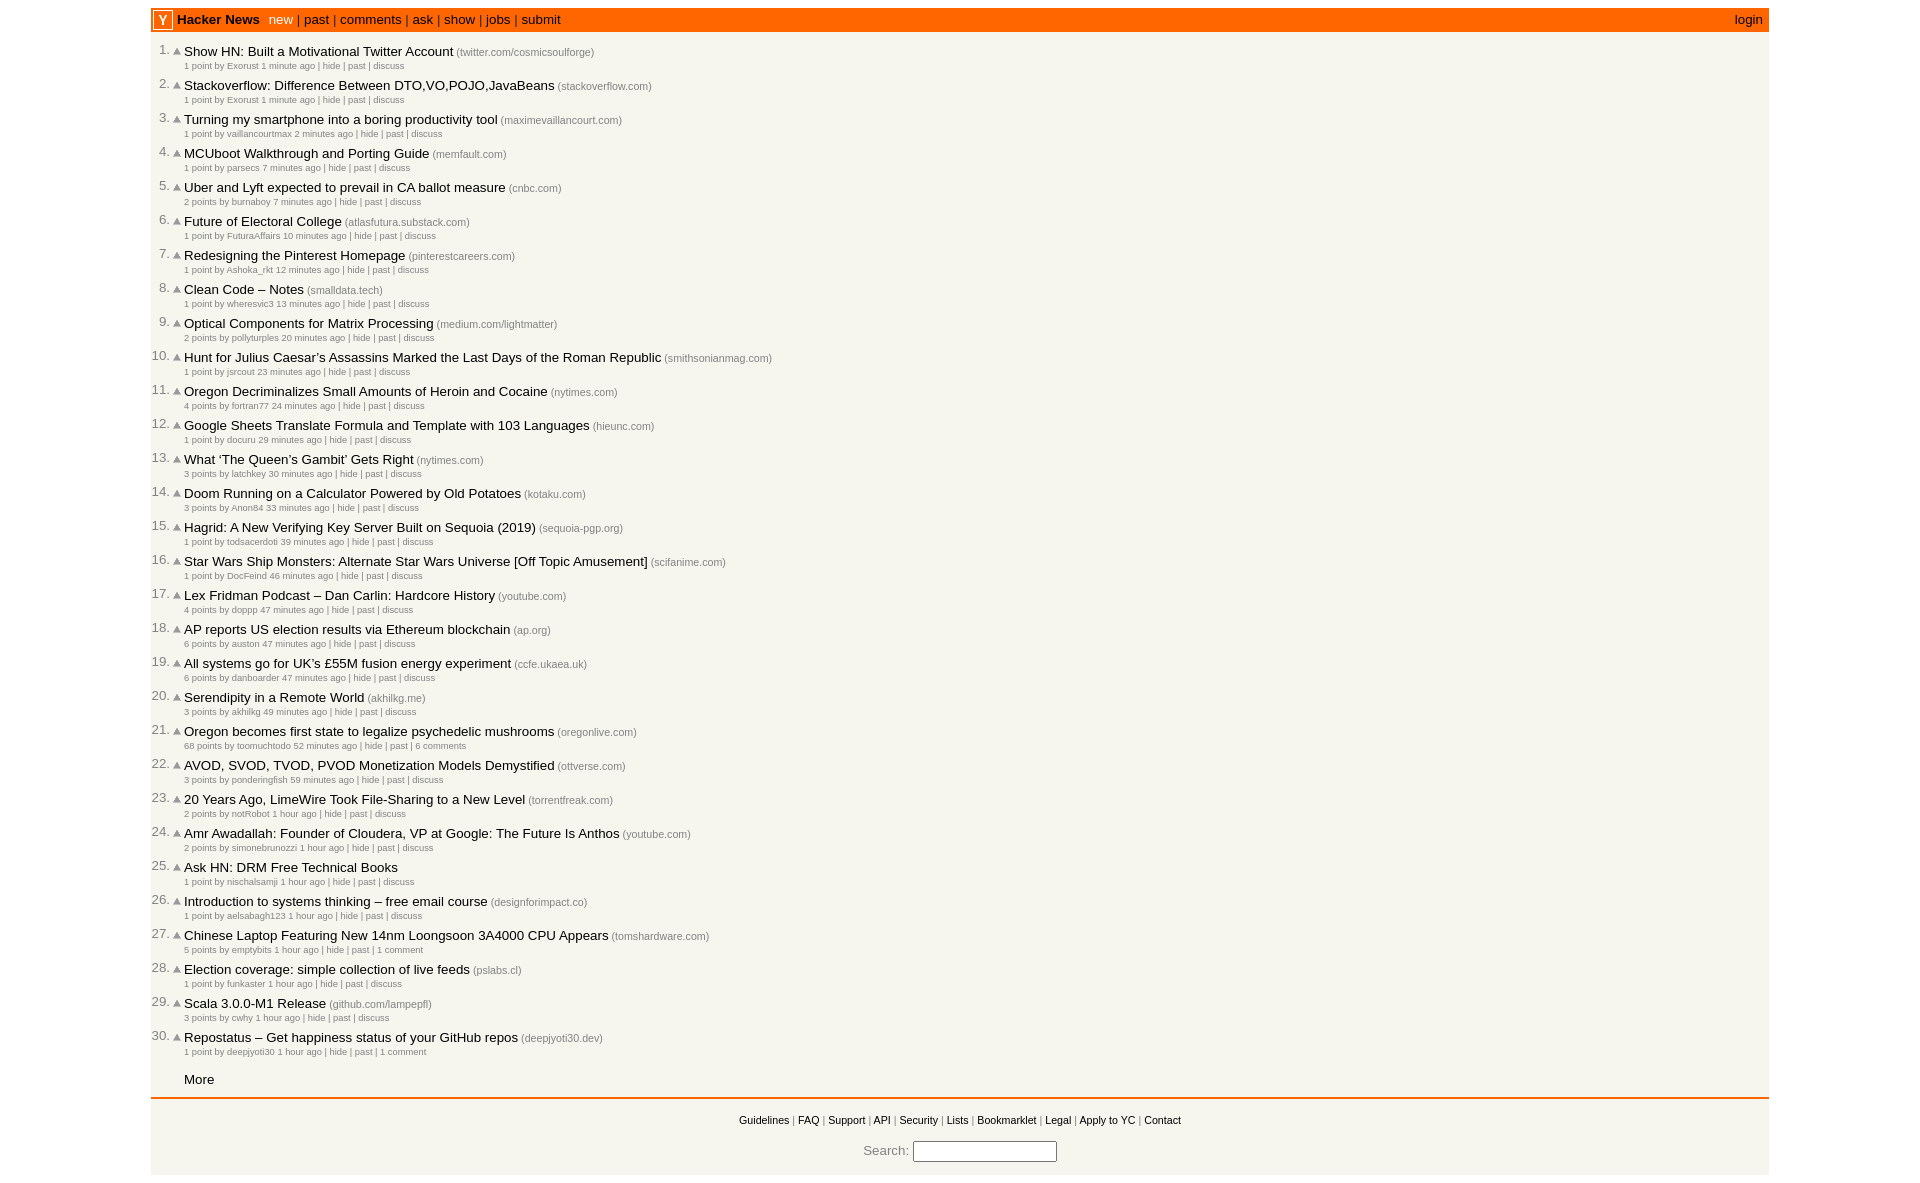 Y Hacker News new | past | comments | ask | show | jobs | submit login
1. Show HN: Built a Motivational Twitter Account (twitter.com/cosmicsoulforge)
1 point by Exorust 1 minute ago | hide | past | discuss
2. Stackoverflow: Difference Between DTO,VO,POJO,JavaBeans (stackoverflow.com)
1 point by Exorust 1 minute ago | hide | past | discuss
3. Turning my smartphone into a boring productivity tool (maximevaillancourt.com)
1 point by vaillancourtmax 2 minutes ago | hide | past | discuss
4. MCUboot Walkthrough and Porting Guide (memfault.com)
1 point by parsecs 7 minutes ago | hide | past | discuss
5. Uber and Lyft expected to prevail in CA ballot measure (cnbc.com)
2 points by burnaboy 7 minutes ago | hide | past | discuss
6. Future of Electoral College (atlasfutura.substack.com)
1 point by FuturaAffairs 10 minutes ago | hide | past | discuss
7. Redesigning the Pinterest Homepage (pinterestcareers.com)
1 point by Ashoka_rkt 12 minutes ago | hide | past | discuss
8. Clean Code – Notes (smalldata.tech)
1 point by wheresvic3 13 minutes ago | hide | past | discuss
9. Optical Components for Matrix Processing (medium.com/lightmatter)
2 points by pollyturples 20 minutes ago | hide | past | discuss
10. Hunt for Julius Caesar’s Assassins Marked the Last Days of the Roman Republic (smithsonianmag.com)
1 point by jsrcout 23 minutes ago | hide | past | discuss
11. Oregon Decriminalizes Small Amounts of Heroin and Cocaine (nytimes.com)
4 points by fortran77 24 minutes ago | hide | past | discuss
12. Google Sheets Translate Formula and Template with 103 Languages (hieunc.com)
1 point by docuru 29 minutes ago | hide | past | discuss
13. What ‘The Queen’s Gambit’ Gets Right (nytimes.com)
3 points by latchkey 30 minutes ago | hide | past | discuss
14. Doom Running on a Calculator Powered by Old Potatoes (kotaku.com)
3 points by Anon84 33 minutes ago | hide | past | discuss
15. Hagrid: A New Verifying Key Server Built on Sequoia (2019) (sequoia-pgp.org)
1 point by todsacerdoti 39 minutes ago | hide | past | discuss
16. Star Wars Ship Monsters: Alternate Star Wars Universe [Off Topic Amusement] (scifanime.com)
1 point by DocFeind 46 minutes ago | hide | past | discuss
17. Lex Fridman Podcast – Dan Carlin: Hardcore History (youtube.com)
4 points by doppp 47 minutes ago | hide | past | discuss
18. AP reports US election results via Ethereum blockchain (ap.org)
6 points by auston 47 minutes ago | hide | past | discuss
19. All systems go for UK’s £55M fusion energy experiment (ccfe.ukaea.uk)
6 points by danboarder 47 minutes ago | hide | past | discuss
20. Serendipity in a Remote World (akhilkg.me)
3 points by akhilkg 49 minutes ago | hide | past | discuss
21. Oregon becomes first state to legalize psychedelic mushrooms (oregonlive.com)
68 points by toomuchtodo 52 minutes ago | hide | past | 6 comments
22. AVOD, SVOD, TVOD, PVOD Monetization Models Demystified (ottverse.com)
3 points by ponderingfish 59 minutes ago | hide | past | discuss
23. 20 Years Ago, LimeWire Took File-Sharing to a New Level (torrentfreak.com)
2 points by notRobot 1 hour ago | hide | past | discuss
24. Amr Awadallah: Founder of Cloudera, VP at Google: The Future Is Anthos (youtube.com)
2 points by simonebrunozzi 1 hour ago | hide | past | discuss
25. Ask HN: DRM Free Technical Books
1 point by nischalsamji 1 hour ago | hide | past | discuss
26. Introduction to systems thinking – free email course (designforimpact.co)
1 point by aelsabagh123 1 hour ago | hide | past | discuss
27. Chinese Laptop Featuring New 14nm Loongsoon 3A4000 CPU Appears (tomshardware.com)
5 points by emptybits 1 hour ago | hide | past | 1 comment
28. Election coverage: simple collection of live feeds (pslabs.cl)
1 point by funkaster 1 hour ago | hide | past | discuss
29. Scala 3.0.0-M1 Release (github.com/lampepfl)
3 points by cwhy 1 hour ago | hide | past | discuss
30. Repostatus – Get happiness status of your GitHub repos (deepjyoti30.dev)
1 point by deepjyoti30 1 hour ago | hide | past | 1 comment
More
Guidelines | FAQ | Support | API | Security | Lists | Bookmarklet | Legal | Apply to YC | Contact
Search: